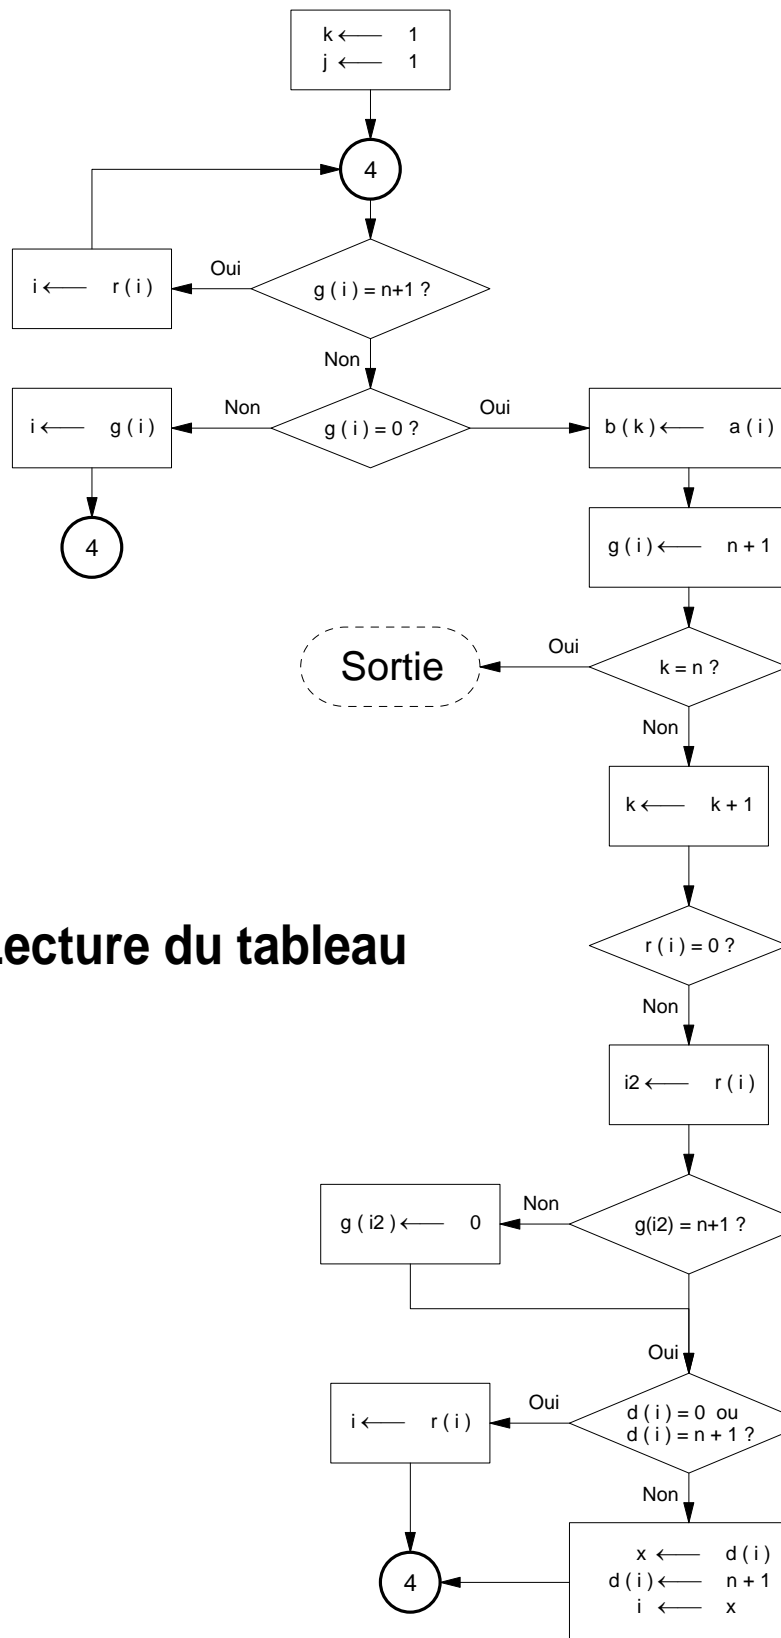 k ← 1
j ← 1
4
Oui
i ← r ( i )
g ( i ) = n+1 ?
Non
i ← g ( i )
Non
g ( i ) = 0 ?
Oui
b ( k ) ← a ( i )
4
g ( i ) ← n + 1
Sortie
Oui
k = n ?
Non
k ← k + 1
ecture du tableau
r ( i ) = 0 ?
Non
i2 ← r ( i )
g ( i2 ) ← 0
Non
g(i2) = n+1 ?
Oui
i ← r ( i )
Oui
d ( i ) = 0 ou
d ( i ) = n + 1 ?
Non
4
x ← d ( i )
d ( i ) ← n + 1
i ← x